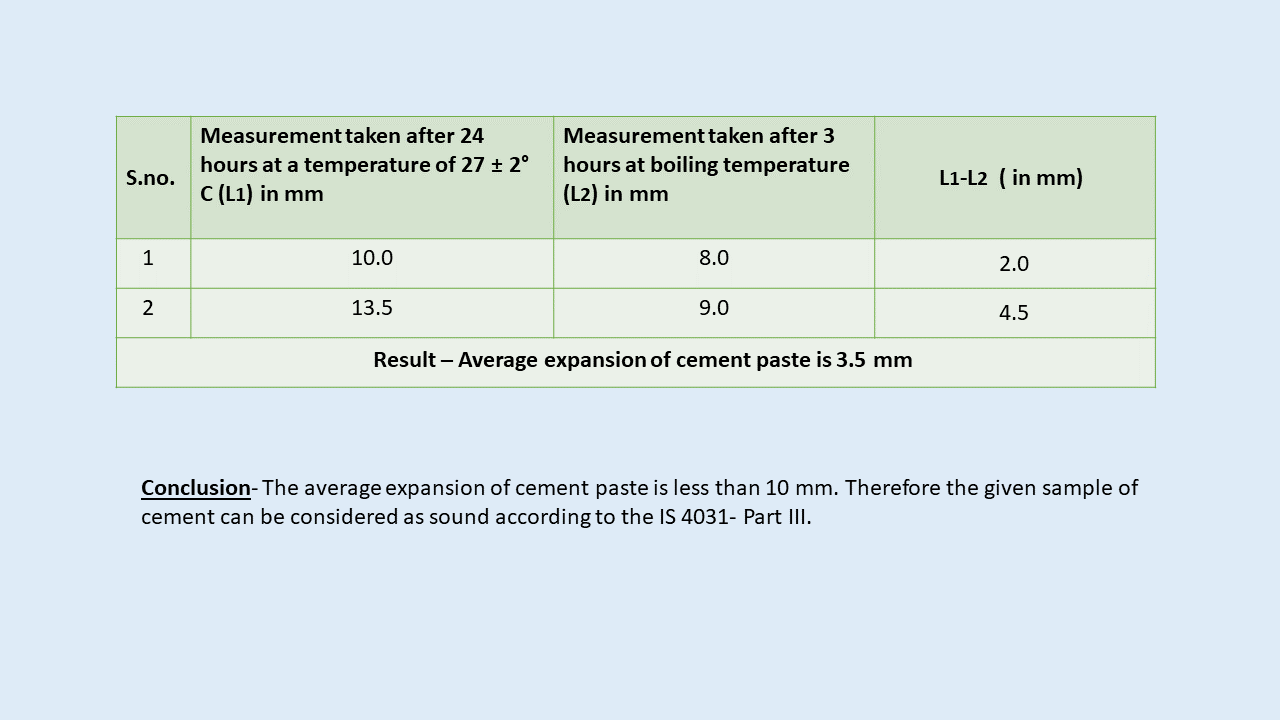 S.no.
Measurement taken after 24
hours at a temperature of 27 ± 2°
C (L1) in mm
Measurement taken after 3
hours at boiling temperature
(L2) in mm
L1-L2 ( in mm)
1 10.0 8.0 2.0
2 13.5 9.0 4.5
Result – Average expansion of cement paste is 3.5 mm
Conclusion- The average expansion of cement paste is less than 10 mm. Therefore the given sample of
cement can be considered as sound according to the IS 4031- Part III.